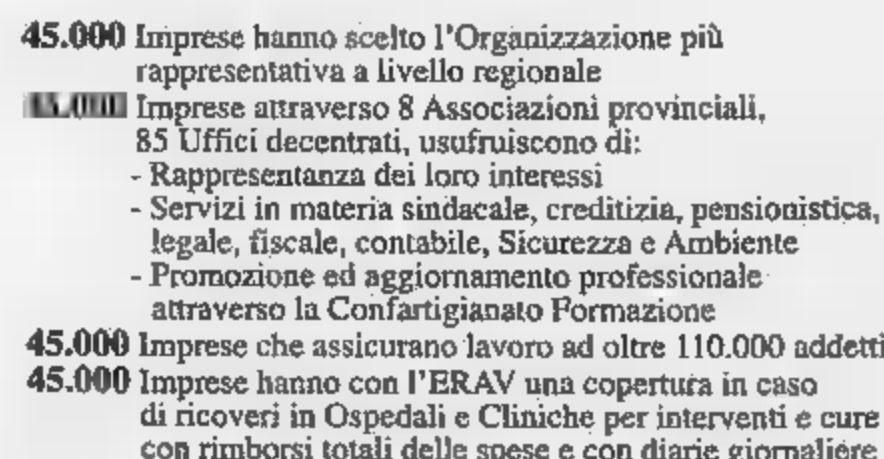 45.000 Imprese hanno scelto l'Organizzazione più
rappresentativa a livello regionale
Imprese attraverso 8 Associazioni provinciali,
85 Uffici decentrati, usufruiscono di:
- Rappresentanza dei loro interessi
- Servizi in materia sindacale, creditizia, pensionistica,
legale, fiscale, contabile, Sicurezza e Ambiente
- Promozione ed aggiornamento professionale
attraverso la Confartigianato Formazione
45.000 Imprese che assicurano lavoro ad oltre 110.000 addetti
45.000 Imprese hanno con l'ERAV una copertura in caso
di ricoveri in Ospedali e Cliniche per interventi e cure
con rimborsi totali delle spese e con diarie giornaliere